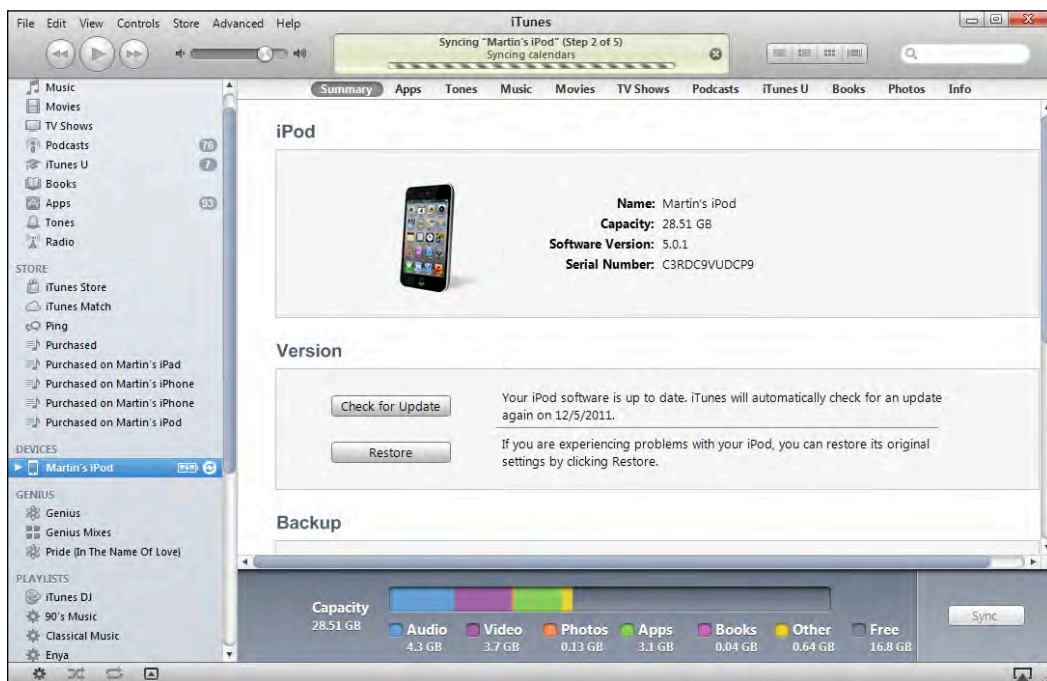 File Edit View Controls Store Advanced Help
iTunes
Syncing "Martin's iPod" (Step 2 of 5)
Syncing calendars
Music
Movies
TV Shows
Podcasts 76
iTunes U 7
Books
Apps 93
Tones
Radio
STORE
iTunes Store
iTunes Match
Ping
Purchased
Purchased on Martin's iPad
Purchased on Martin's iPhone
Purchased on Martin's iPhone
Purchased on Martin's iPod
DEVICES
Martin's iPod
GENIUS
Genius
Genius Mixes
Pride (In The Name Of Love)
PLAYLISTS
iTunes DJ
90's Music
Classical Music
Enya
Summary Apps Tones Music Movies TV Shows Podcasts iTunes U Books Photos Info
iPod
Name: Martin's iPod
Capacity: 28.51 GB
Software Version: 5.0.1
Serial Number: C3RDC9VUDCP9
Version
Check for Update
Your iPod software is up to date. iTunes will automatically check for an update
again on 12/5/2011.
Restore
If you are experiencing problems with your iPod, you can restore its original
settings by clicking Restore.
Backup
Capacity
28.51 GB
Audio Video Photos Apps Books Other Free
4.3 GB 3.7 GB 0.13 GB 3.1 GB 0.04 GB 0.64 GB 16.8 GB
Sync